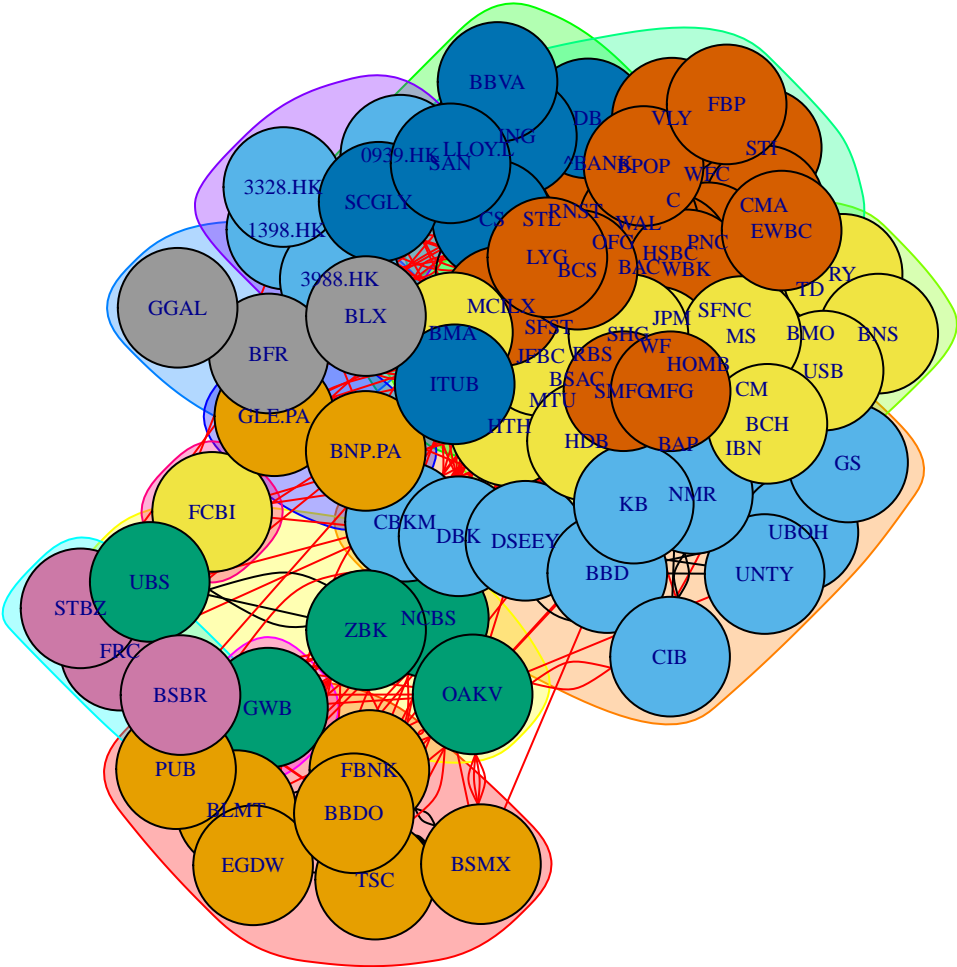 BBVA
FBP
DB
VLY
ING
STI
0939.HK
LLOY.L
SAN
^BANK
BPOP
WFC
3328.HK
SCGLY
C
CMA
1398.HK
CS
STL
RNST
WAL
EWBC
OFC
HSBC
PNC
LYG
BCS
BAC
WBK
3988.HK
RY
TD
GGAL
BLX
MCILX
SFNC
BMA
SFST
SHG
JPM
MS
BMO
BNS
BFR
JFBC
RBS
WF
HOMB
USB
ITUB
BSAC
SMFG
MFG
CM
MTU
GLE.PA
HTH
BCH
BNP.PA
HDB
BAP
IBN
GS
FCBI
CBKM
KB
NMR
DBK
DSEEY
UBOH
UBS
BBD
UNTY
STBZ
NCBS
ZBK
FRC
CIB
BSBR
GWB
OAKV
PUB
FBNK
BLMT
BBDO
EGDW
TSC
BSMX